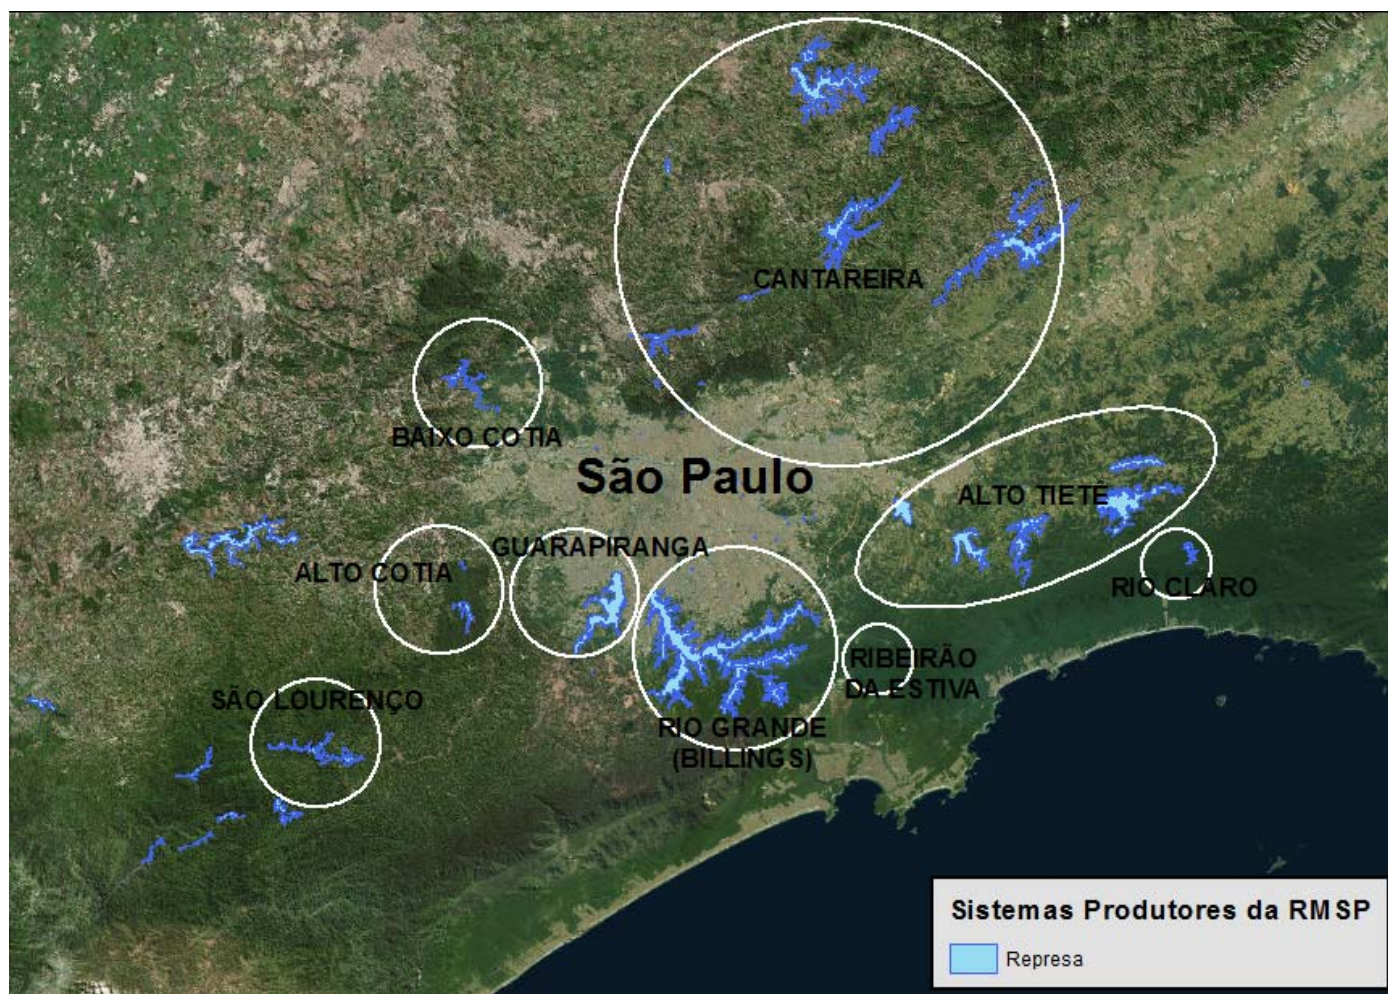 CANTAREIRA
BAIXO COTIA
São Paulo
ALTO TIETÊ
GUARAPIRANGA
ALTO COTIA
RIO CLARO
RIBEIRÃO
DA ESTIVA
SÃO LOURENÇO
RIO GRANDE
(BILLINGS)
Sistemas Produtores da RMSP
Represa